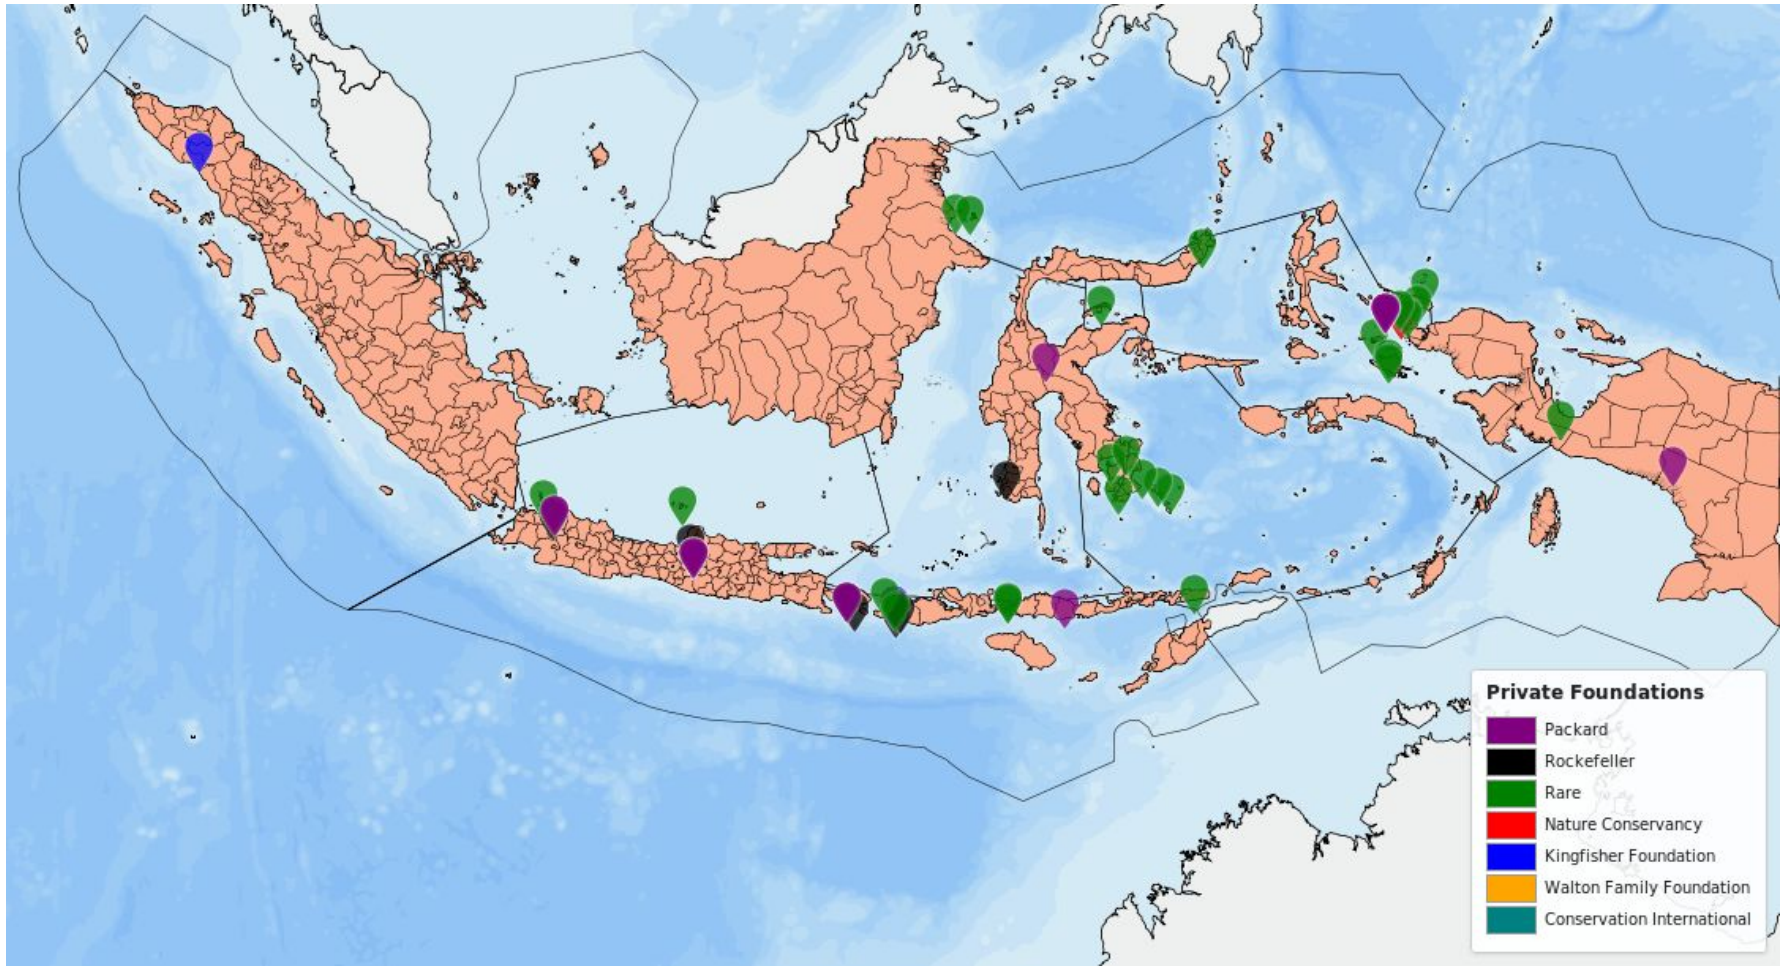 Private Foundations
Packard
Rockefeller
Rare
Nature Conservancy
Kingfisher Foundation
Walton Family Foundation
Conservation International